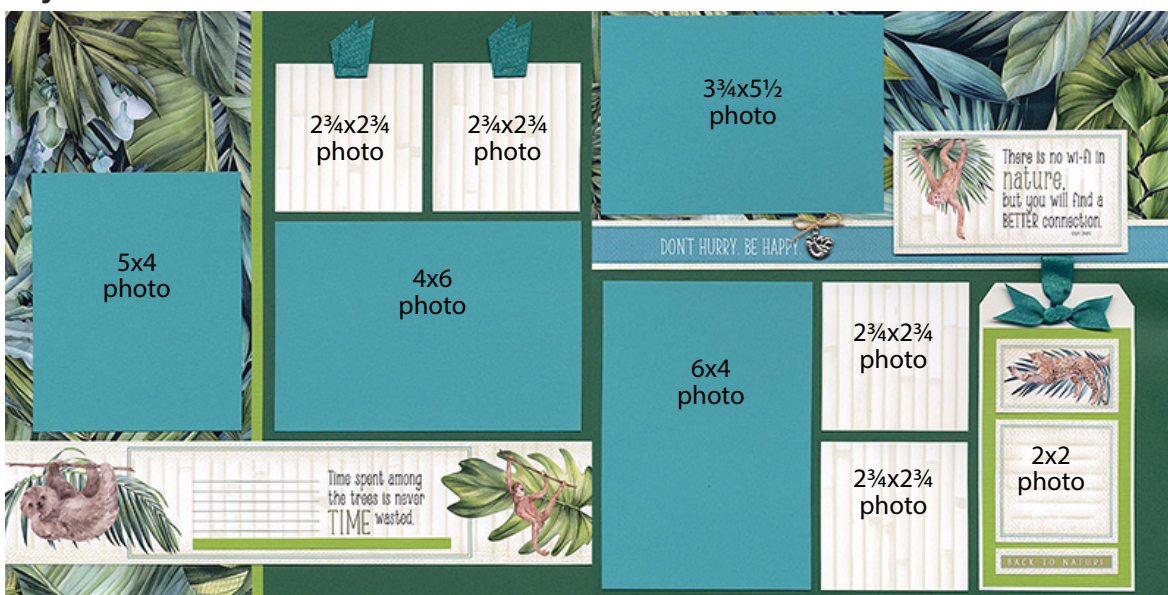 2¾x2¾
photo
2¾x2¾
photo
5x4
photo
4x6
photo
Time spent among
the trees is never
TIME wasted.
3¾x5½
photo
There is no wi-fi in
nature,
but you will find a
BETTER connection.
DON'T HURRY. BE HAPPY
6x4
photo
2¾x2¾
photo
2¾x2¾
photo
2x2
photo
BACK TO NATURE